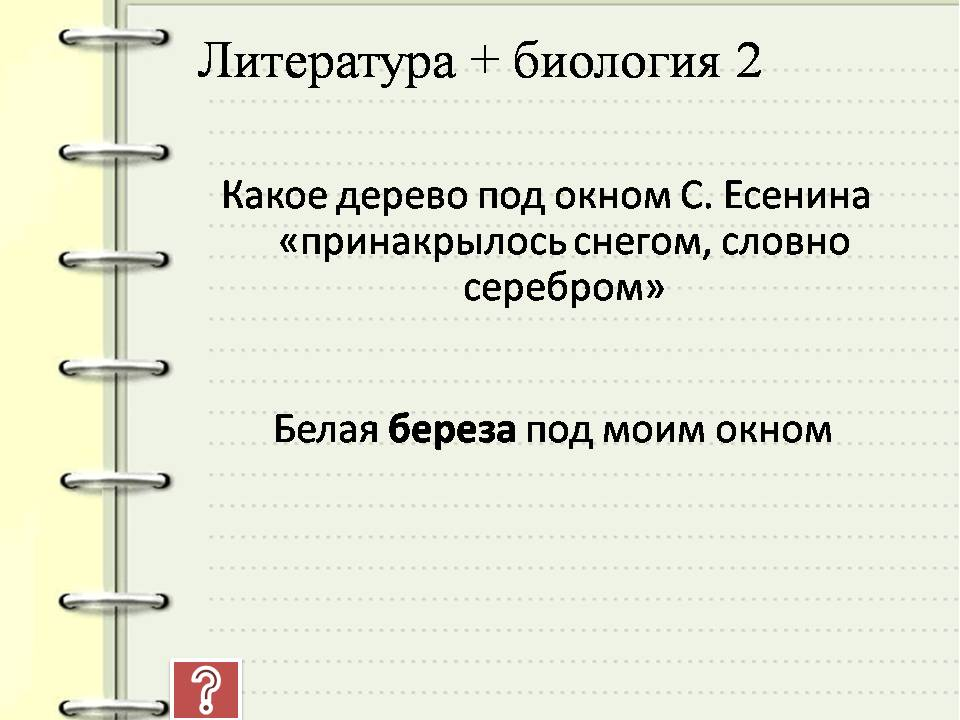 Литература + биология 2
Какое дерево под окном С. Есенина
«принакрылось снегом, словно
серебром»
Белая береза под моим окном
?